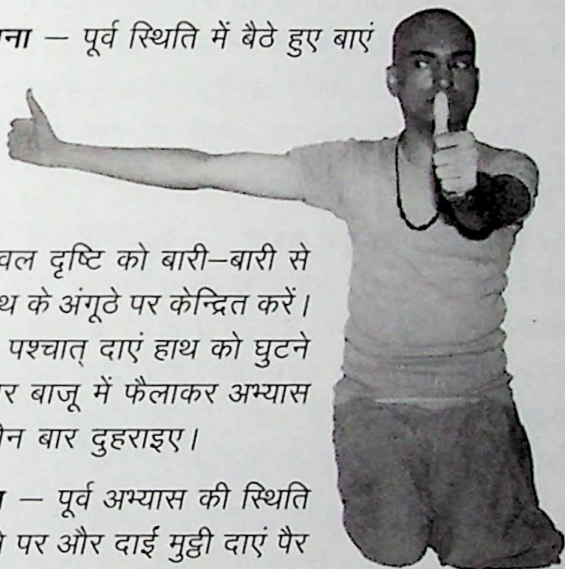 ना – पूर्व स्थिति में बैठे हुए बाएं
वल दृष्टि को बारी–बारी से
थ के अंगूठे पर केन्द्रित करें।
पश्चात् दाएं हाथ को घुटने
र बाजू में फैलाकर अभ्यास
न बार दुहराइए।
– पूर्व अभ्यास की स्थिति
पर और दाईं मुट्ठी दाएं पैर